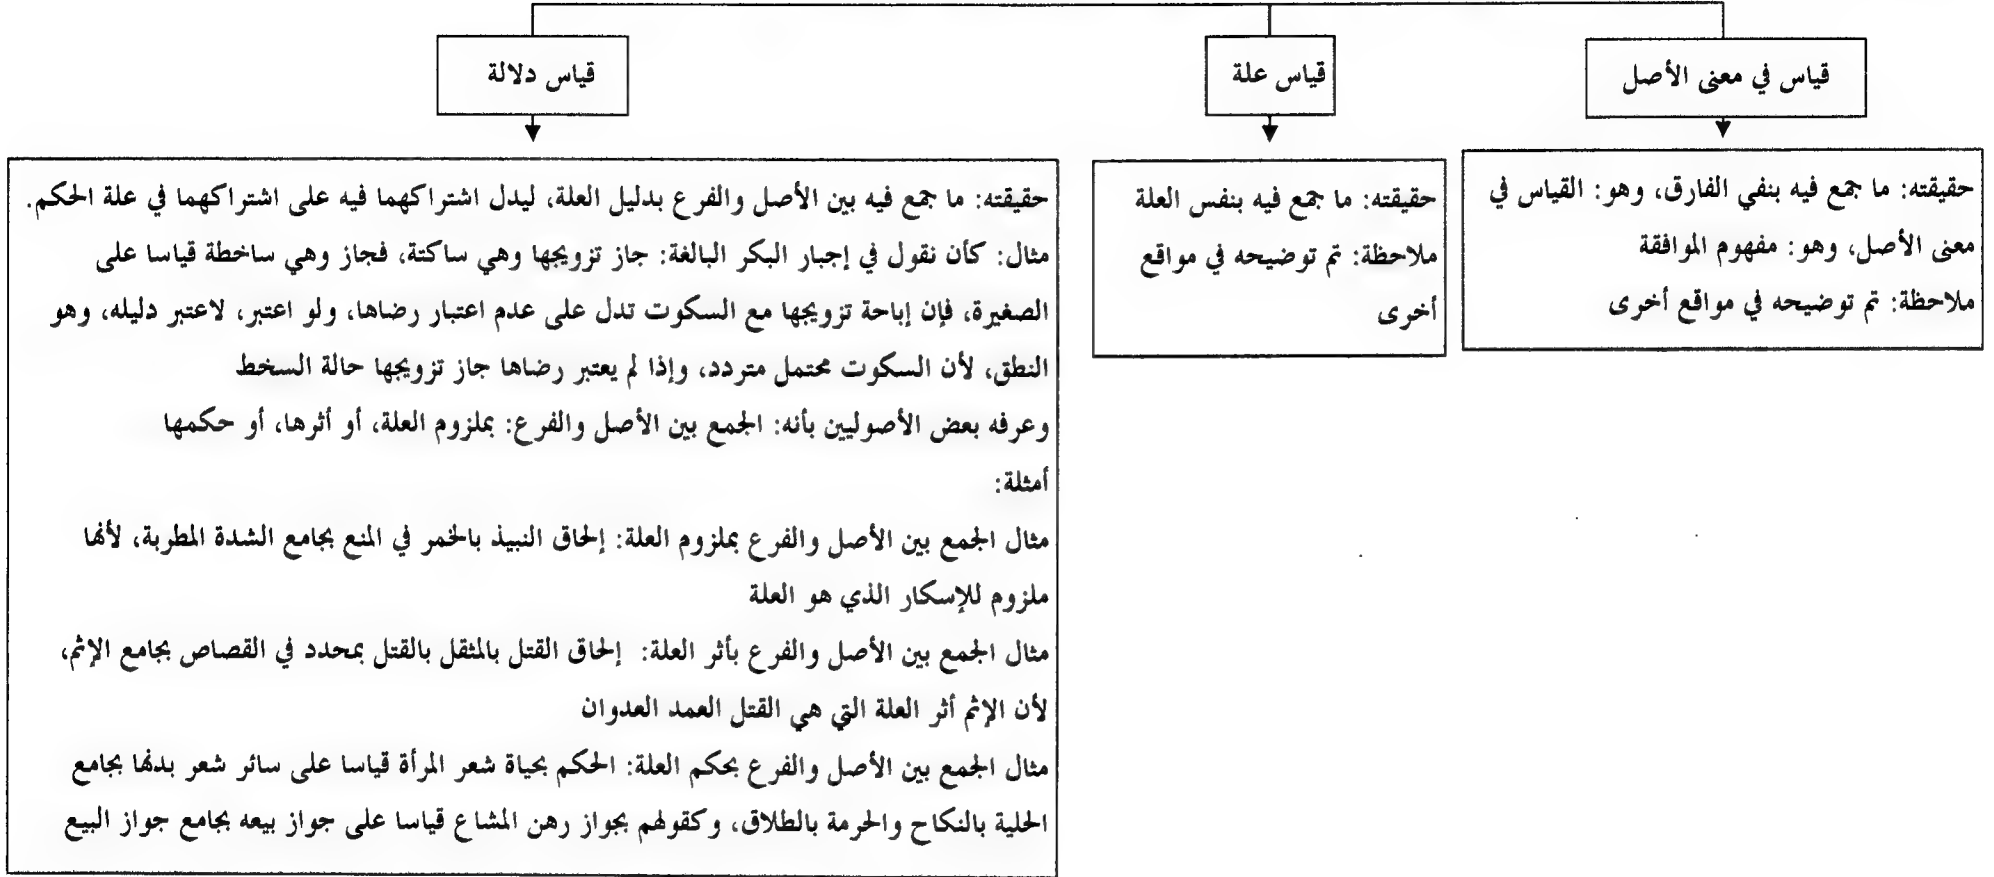 قياس في معنى الأصل
قياس علة
قياس دلالة
حقيقته: ما جمع فيه بنفي الفارق، وهو: القياس في
معنى الأصل، وهو: مفهوم الموافقة
ملاحظة: تم توضيحه في مواقع أخرى
حقيقته: ما جمع فيه بنفس العلة
ملاحظة: تم توضيحه في مواقع
أخرى
حقيقته: ما جمع فيه بين الأصل والفرع بدليل العلة، ليدل اشتراكهما فيه على اشتراكهما في علة الحكم.
مثال: كأن نقول في إجبار البكر البالغة: جاز تزويجها وهي ساكتة، فجاز وهي ساخطة قياسا على
الصغيرة، فإن إباحة تزويجها مع السكوت تدل على عدم اعتبار رضاها، ولو اعتبر، لاعتبر دليله، وهو
النطق، لأن السكوت محتمل متردد، وإذا لم يعتبر رضاها جاز تزويجها حالة السخط
وعرفه بعض الأصوليين بأنه: الجمع بين الأصل والفرع: بملزوم العلة، أو أثرها، أو حكمها
أمثلة:
مثال الجمع بين الأصل والفرع بملزوم العلة: إلحاق النبيذ بالخمر في المنع بجامع الشدة المطربة، لأنها
ملزوم للإسكار الذي هو العلة
مثال الجمع بين الأصل والفرع بأثر العلة: إلحاق القتل بالمثقل بالقتل بمحدد في القصاص بجامع الإثم،
لأن الإثم أثر العلة التي هي القتل العمد العدوان
مثال الجمع بين الأصل والفرع بحكم العلة: الحكم بحياة شعر المرأة قياسا على سائر شعر بدنها بجامع
الحلية بالنكاح والحرمة بالطلاق، وكقولهم بجواز رهن المشاع قياسا على جواز بيعه بجامع جواز البيع